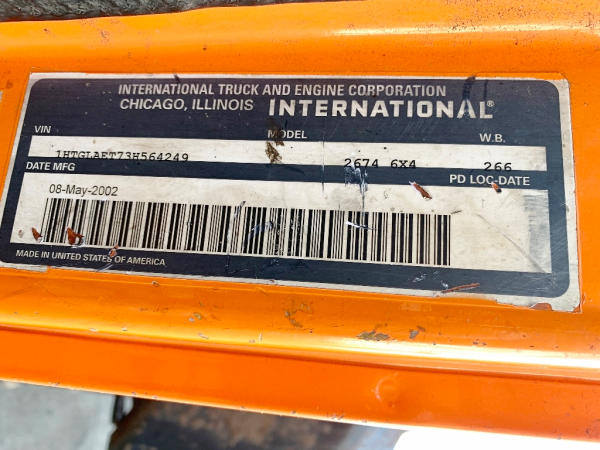 INTERNATIONAL TRUCK AND ENGINE CORPORATION
CHICAGO, ILLINOIS INTERNATIONAL®
VIN MODEL W.B.
1HTGLAET73H564249 2674 6X4 266
DATE MFG PD LOC-DATE
08-May-2002
MADE IN UNITED STATES OF AMERICA